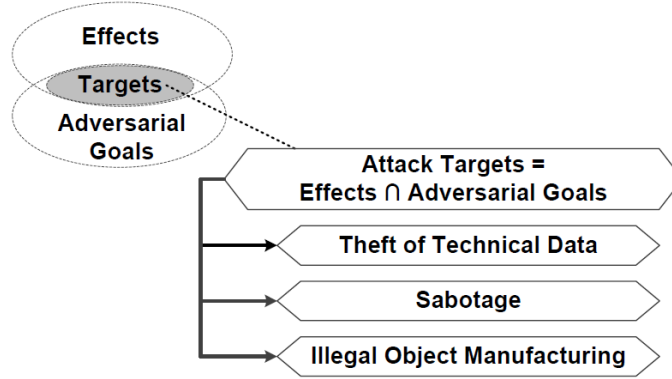 Effects
Targets
Adversarial
Goals
Attack Targets =
Effects ∩ Adversarial Goals
Theft of Technical Data
Sabotage
Illegal Object Manufacturing